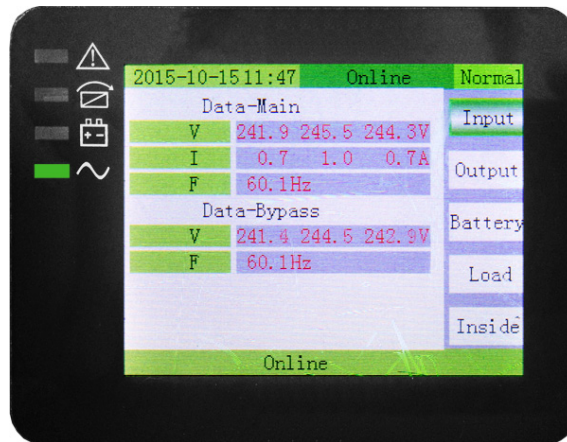 2015-10-15 11:47 Online Normal
Data-Main
V 241.9 245.5 244.3V
I 0.7 1.0 0.7A
F 60.1Hz
Data-Bypass
V 241.4 244.5 242.9V
F 60.1Hz
Input
Output
Battery
Load
Inside
Online